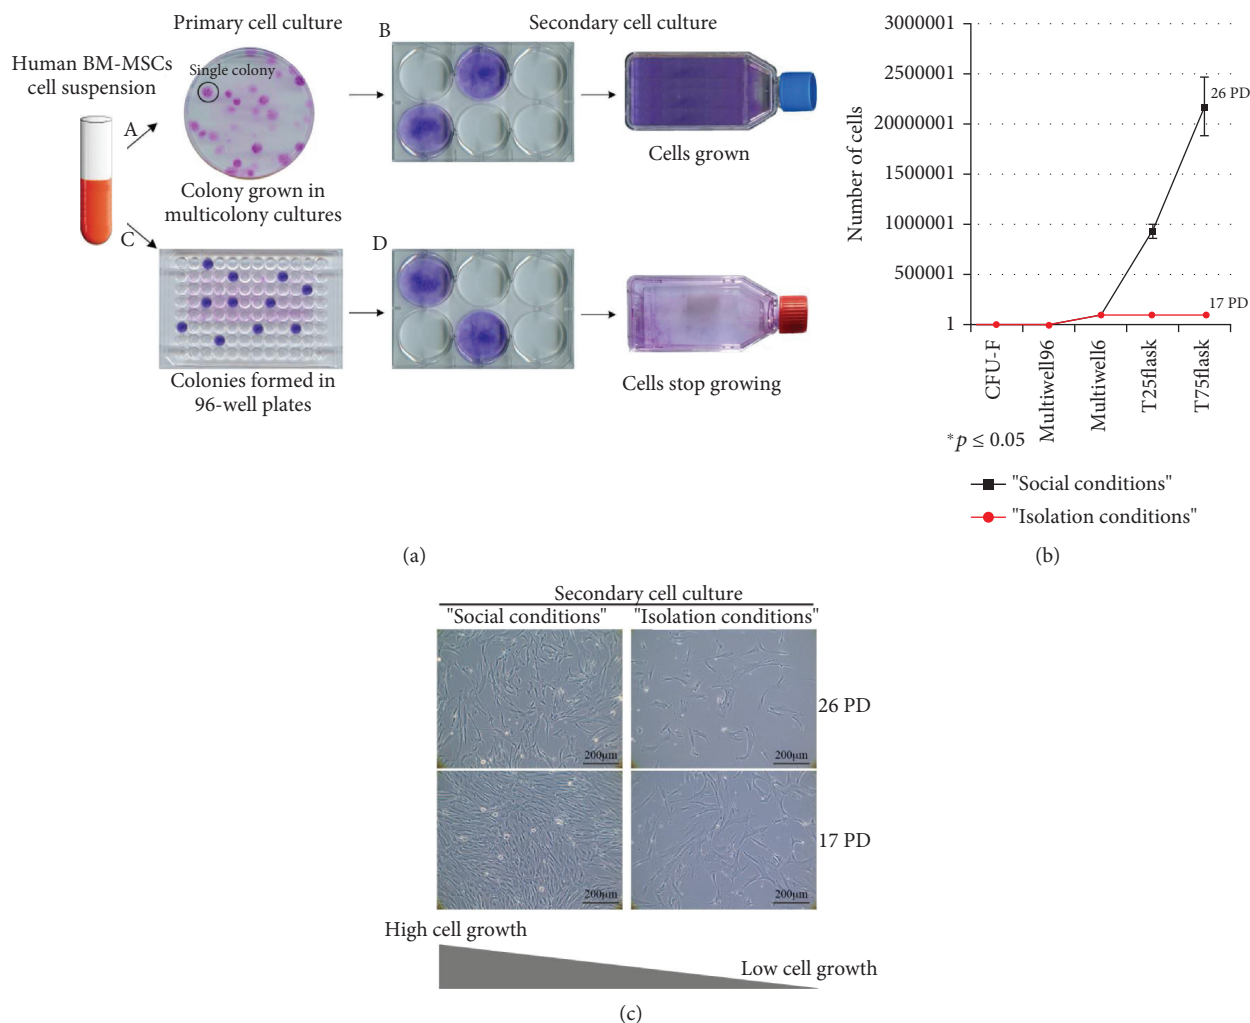 Primary cell culture
Secondary cell culture
Human BM-MSCs
cell suspension
A
Single colony
Colony grown in
multicolony cultures
B
Cells grown
C
Colonies formed in
96-well plates
D
Cells stop growing
(a)
Number of cells
3000001
2500001
20000001
1500001
1000001
500001
1
26 PD
17 PD
CFU-F
Multiwell96
Multiwell6
T25flask
T75flask
*p ≤ 0.05
"Social conditions"
"Isolation conditions"
(b)
Secondary cell culture
"Social conditions" "Isolation conditions"
200μm
200μm
26 PD
200μm
200μm
17 PD
High cell growth
Low cell growth
(c)